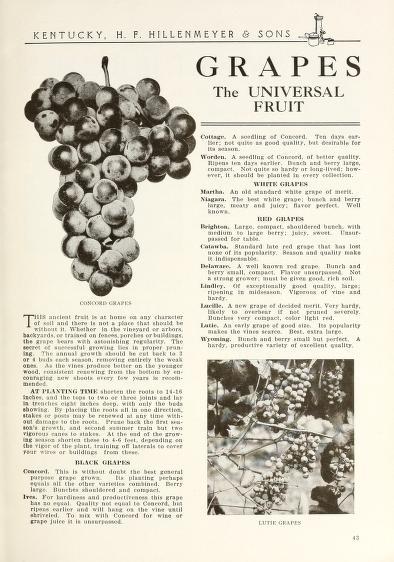 KENTUCKY, H. F. HILLENMEYER & SONS
GRAPES
The UNIVERSAL
FRUIT
CONCORD GRAPES
THIS ancient fruit is at home on any character
of soil and there is not a place that should be
without it. Whether in the vineyard or arbors,
backyards, or trained on fences, porches or buildings,
the grape bears with astonishing regularity. The
secret of successful growing lies in proper prun-
ing. The annual growth should be cut back to 3
or 4 buds each season, removing entirely the weak
ones. As the vines produce better on the younger
wood, consistent renewing from the bottom by en-
couraging new shoots every few years is recom-
mended.
AT PLANTING TIME shorten the roots to 14-16
inches, and the tops to two or three joints and lay
in trenches eight inches deep, with only the buds
showing. By placing the roots all in one direction,
stakes or posts may be renewed at any time with-
out damage to the roots. Prune back the first sea-
son's growth, and second summer train but two
vigorous canes to stakes. At the end of the grow-
ing season shorten these to 4-6 feet, depending on
the vigor of the plant, training off laterals to cover
your wires or buildings from these.
BLACK GRAPES
Concord. This is without doubt the best general
purpose grape grown. Its planting perhaps
equals all the other varieties combined. Berry
large. Bunches shouldered and compact.
Ives. For hardiness and productiveness this grape
has no equal. Quality not equal to Concord, but
ripens earlier and will hang on the vine until
shriveled. To mix with Concord for wine or
grape juice it is unsurpassed.
Cottage. A seedling of Concord. Ten days ear-
lier; not quite as good quality, but desirable for
its season.
Worden. A seedling of Concord, of better quality.
Ripens ten days earlier. Bunch and berry large,
compact. Not quite so hardy or long-lived; how-
ever, it should be planted in every collection.
WHITE GRAPES
Martha. An old standard white grape of merit.
Niagara. The best white grape; bunch and berry
large, meaty and juicy; flavor perfect. Well
known.
RED GRAPES
Brighton. Large, compact, shouldered bunch, with
medium to large berry; juicy, sweet. Unsur-
passed for table.
Catawba. Standard late red grape that has lost
none of its popularity. Season and quality make
it indispensable.
Delaware. A well known red grape. Bunch and
berry small, compact. Flavor unsurpassed. Not
a strong grower; must be given good, rich soil.
Lindley. Of exceptionally good quality, large;
ripening in midseason. Vigorous of vine and
hardy.
Lucille. A new grape of decided merit. Very hardy,
likely to overbear if not pruned severely.
Bunches very compact, color light red.
Lutie. An early grape of good size. Its popularity
makes the vines scarce. Best, extra large.
Wyoming. Bunch and berry small but perfect. A
hardy, productive variety of excellent quality.
LUTIE GRAPES
43